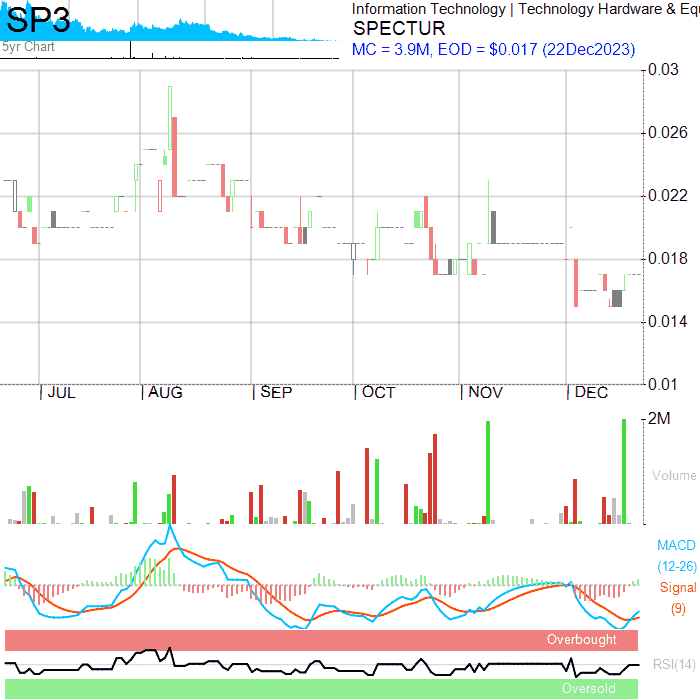 SP3
5yr Chart
Information Technology | Technology Hardware & Equ
SPECTUR
MC = 3.9M, EOD = $0.017 (22Dec2023)
0.03
0.026
0.022
0.018
0.014
0.01
JUL
AUG
SEP
OCT
NOV
DEC
2M
Volume
MACD
(12-26)
Signal
(9)
Overbought
RSI(14)
Oversold